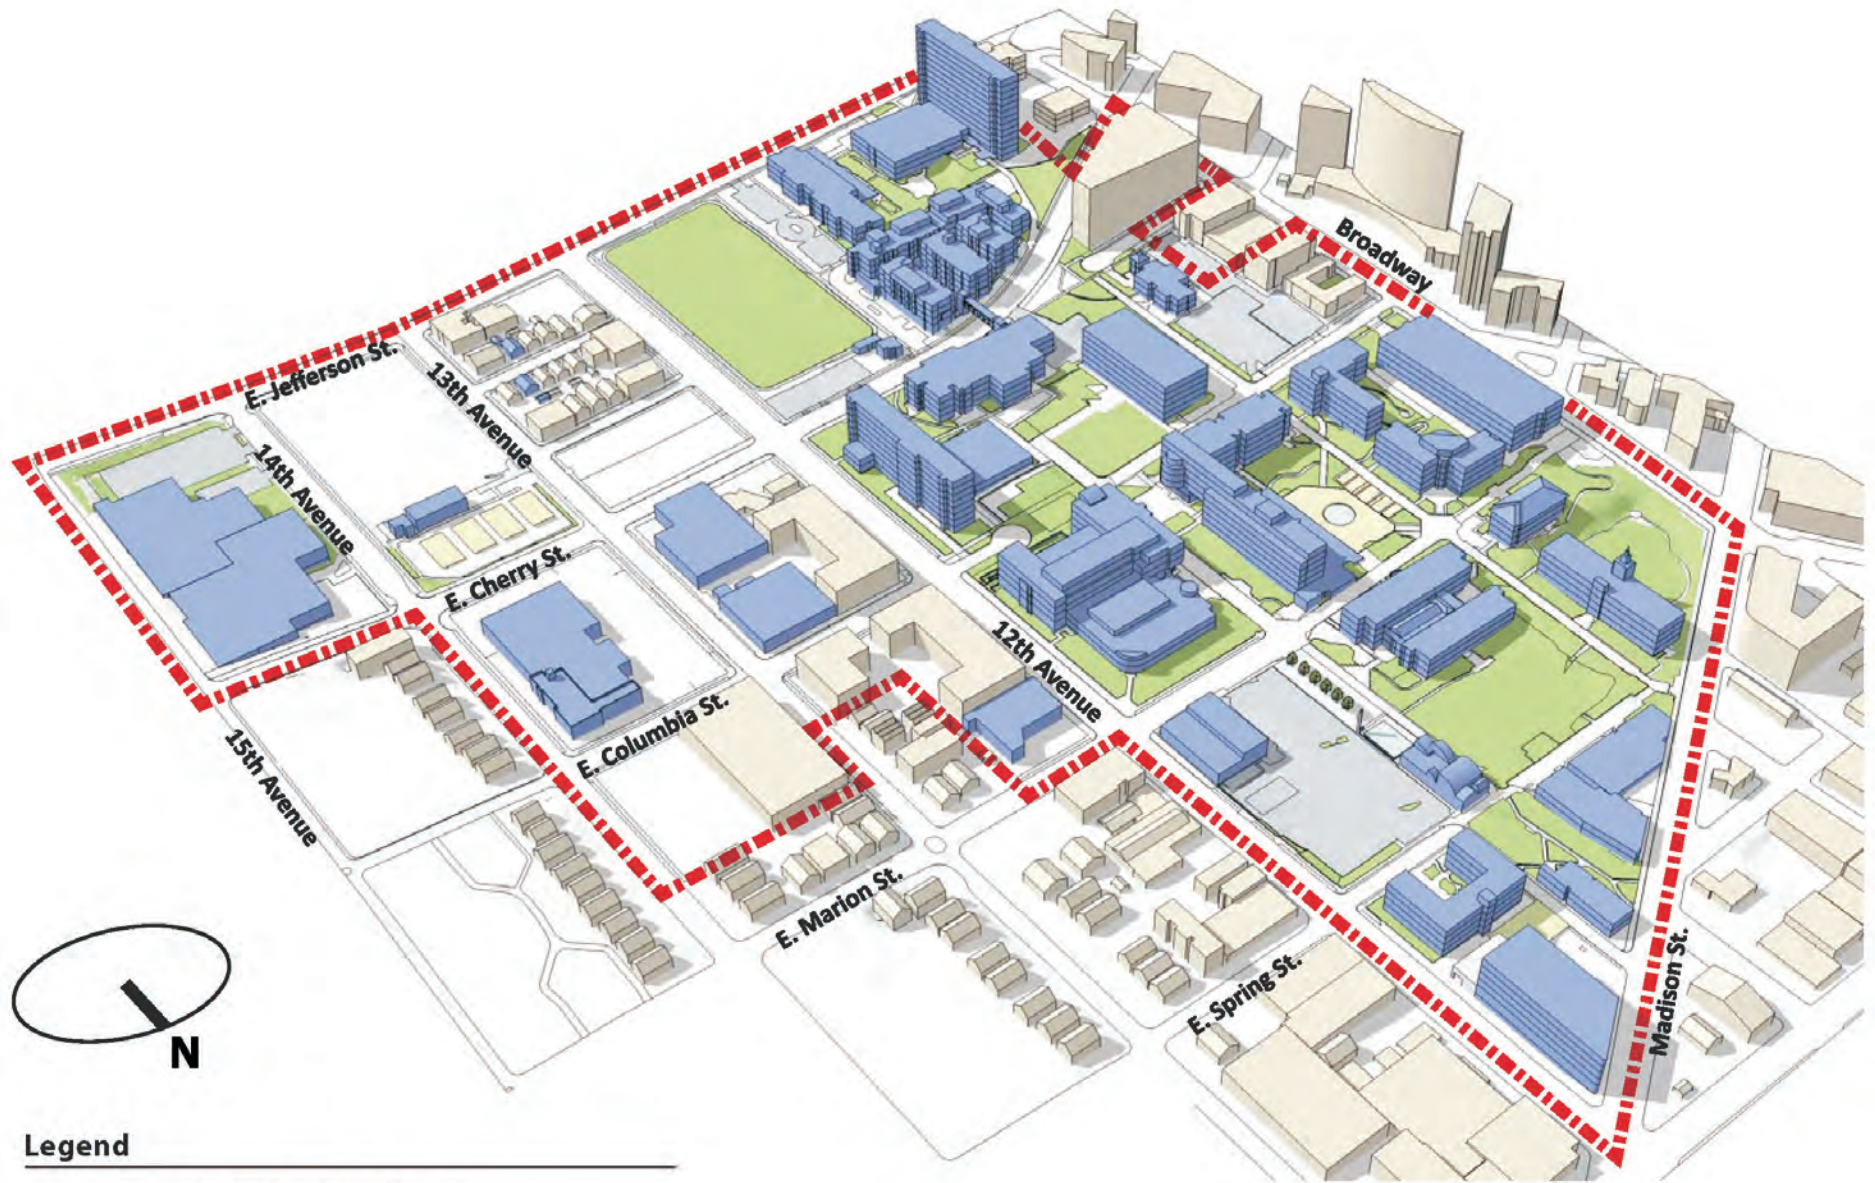 Broadway
E. Jefferson St.
13th Avenue
14th Avenue
E. Cherry St.
12th Avenue
E. Columbia St.
15th Avenue
E. Marion St.
E. Spring St.
Madison St.
N
Legend